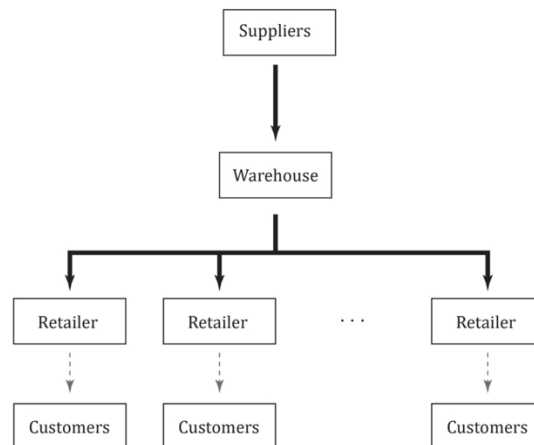 Suppliers
Warehouse
Retailer Retailer ... Retailer
Customers Customers Customers